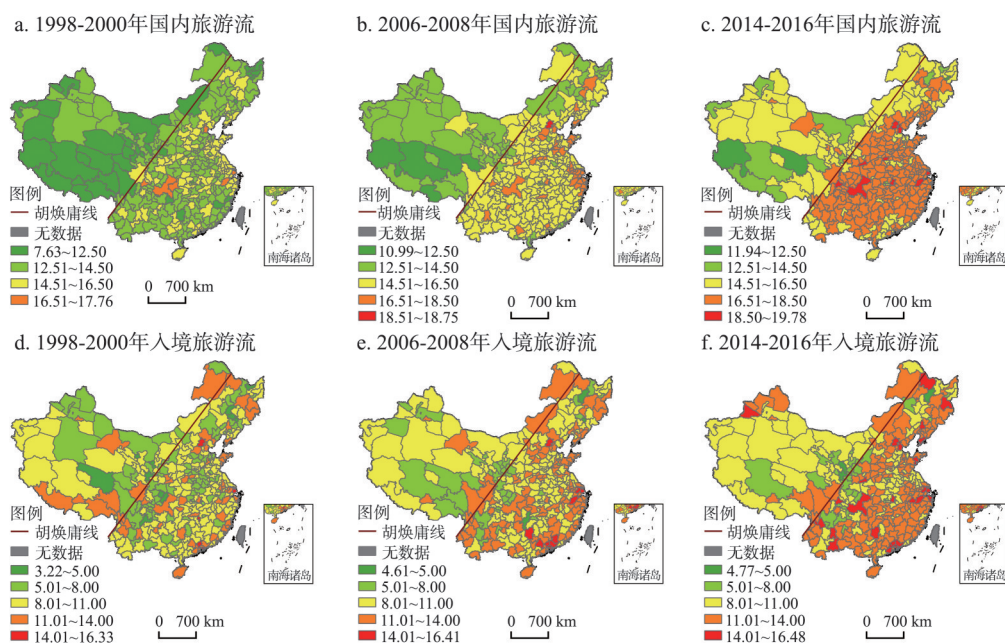 a. 1998-2000年国内旅游流
图例
胡焕庸线
无数据
7.63~12.50
12.51~14.50
14.51~16.50
16.51~17.76
0 700 km
南海诸岛
b. 2006-2008年国内旅游流
图例
胡焕庸线
无数据
10.99~12.50
12.51~14.50
14.51~16.50
16.51~18.50
18.51~18.75
0 700 km
南海诸岛
c. 2014-2016年国内旅游流
图例
胡焕庸线
无数据
11.94~12.50
12.51~14.50
14.51~16.50
16.51~18.50
18.50~19.78
0 700 km
南海诸岛
d. 1998-2000年入境旅游流
图例
胡焕庸线
无数据
3.22~5.00
5.01~8.00
8.01~11.00
11.01~14.00
14.01~16.33
0 700 km
南海诸岛
e. 2006-2008年入境旅游流
图例
胡焕庸线
无数据
4.61~5.00
5.01~8.00
8.01~11.00
11.01~14.00
14.01~16.41
0 700 km
南海诸岛
f. 2014-2016年入境旅游流
图例
胡焕庸线
无数据
4.77~5.00
5.01~8.00
8.01~11.00
11.01~14.00
14.01~16.48
0 700 km
南海诸岛